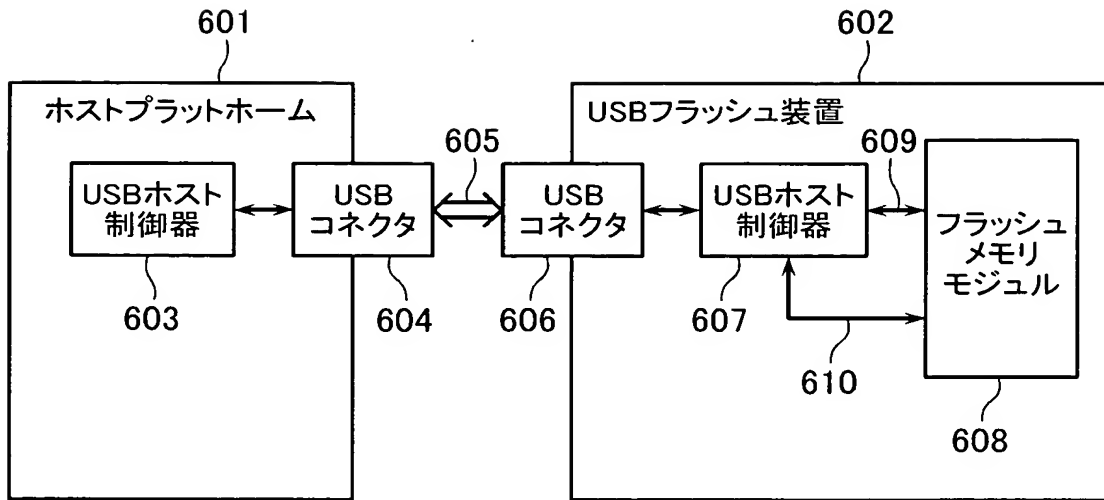 601
602
ホストプラットホーム
USBフラッシュ装置
605
609
USBホスト
制御器
USB
コネクタ
USB
コネクタ
USBホスト
制御器
フラッシュ
メモリ
モジュル
603
604
606
607
610
608